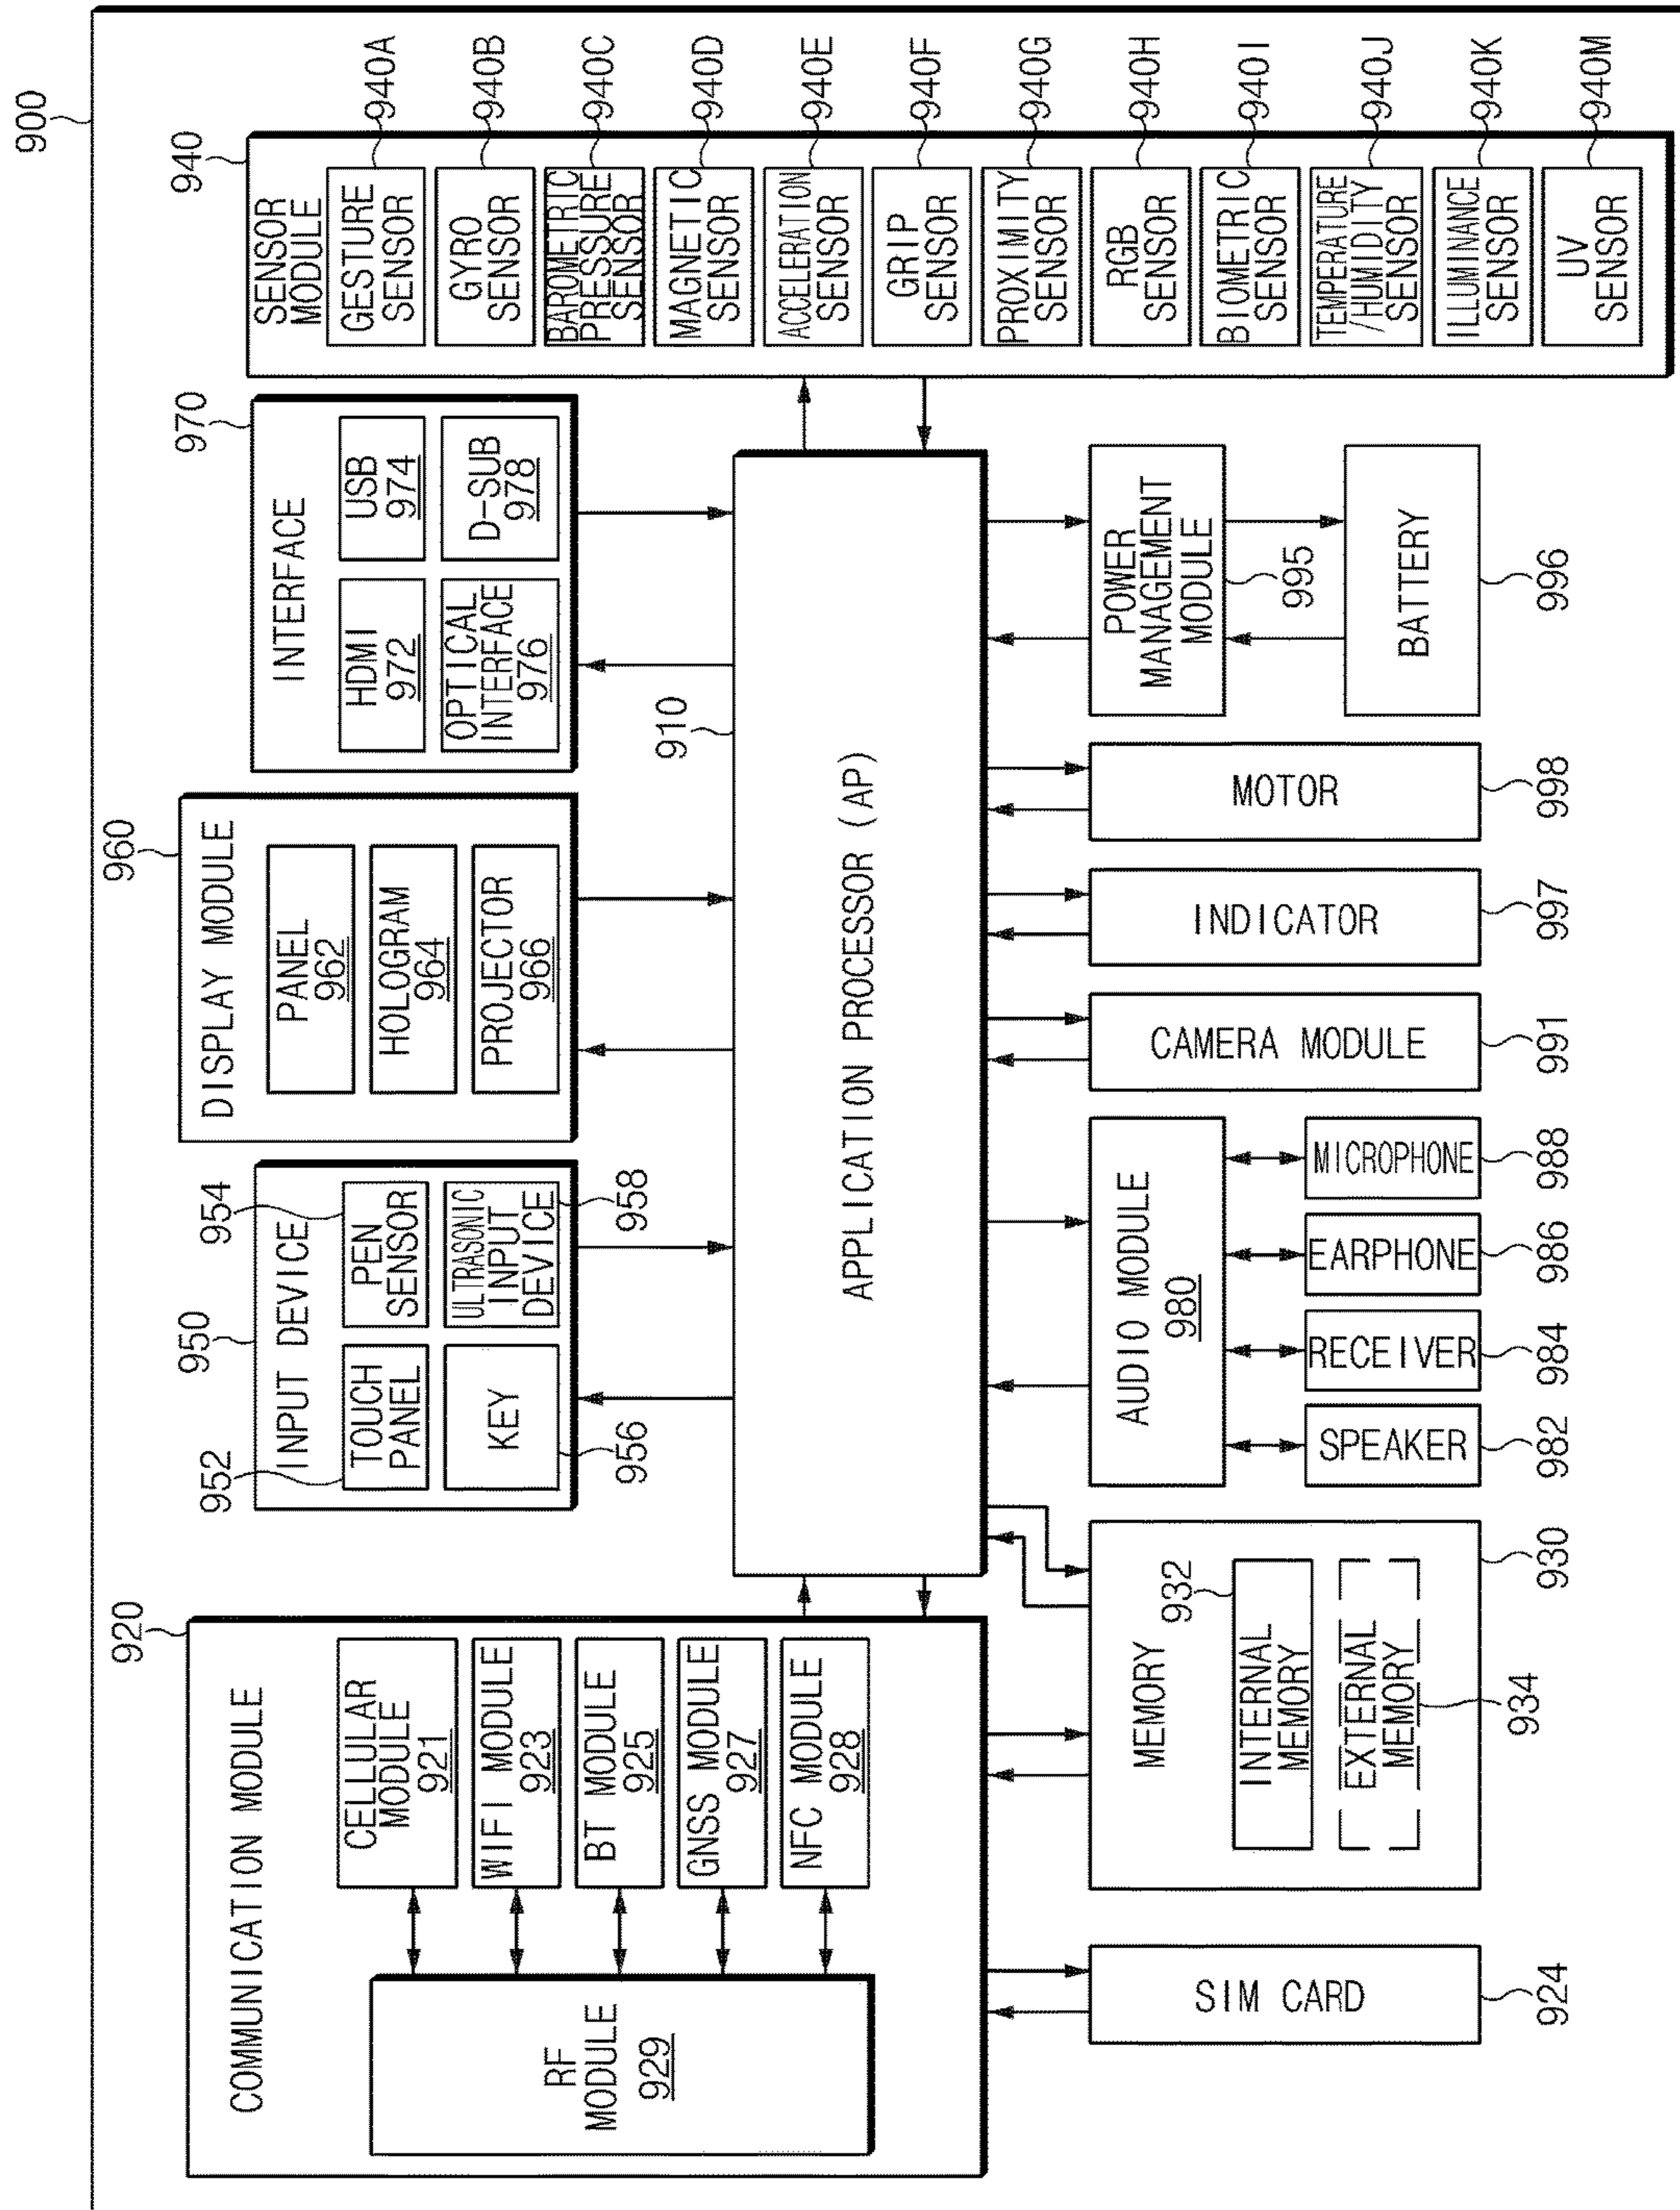 900
920
COMMUNICATION MODULE
RF
MODULE
929
CELLULAR
MODULE
921
WIFI MODULE
923
BT MODULE
925
GNSS MODULE
927
NFC MODULE
928
950
INPUT DEVICE
952
TOUCH
PANEL
954
PEN
SENSOR
KEY
956
ULTRASONIC
INPUT
DEVICE
958
960
DISPLAY MODULE
PANEL
962
HOLOGRAM
964
PROJECTOR
966
970
INTERFACE
HDMI
972
USB
974
OPTICAL
INTERFACE
976
D-SUB
978
940
SENSOR
MODULE
GESTURE
SENSOR
940A
GYRO
SENSOR
940B
BAROMETRIC
PRESSURE
SENSOR
940C
MAGNETIC
SENSOR
940D
ACCELERATION
SENSOR
940E
GRIP
SENSOR
940F
PROXIMITY
SENSOR
940G
RGB
SENSOR
940H
BIOMETRIC
SENSOR
940I
TEMPERATURE
/HUMIDITY
SENSOR
940J
ILLUMINANCE
SENSOR
940K
UV
SENSOR
940M
910
APPLICATION PROCESSOR (AP)
SIM CARD
924
MEMORY
932
INTERNAL
MEMORY
EXTERNAL
MEMORY
934
930
AUDIO MODULE
980
SPEAKER
982
RECEIVER
984
EARPHONE
986
MICROPHONE
988
CAMERA MODULE
991
INDICATOR
997
MOTOR
998
POWER
MANAGEMENT
MODULE
995
BATTERY
996